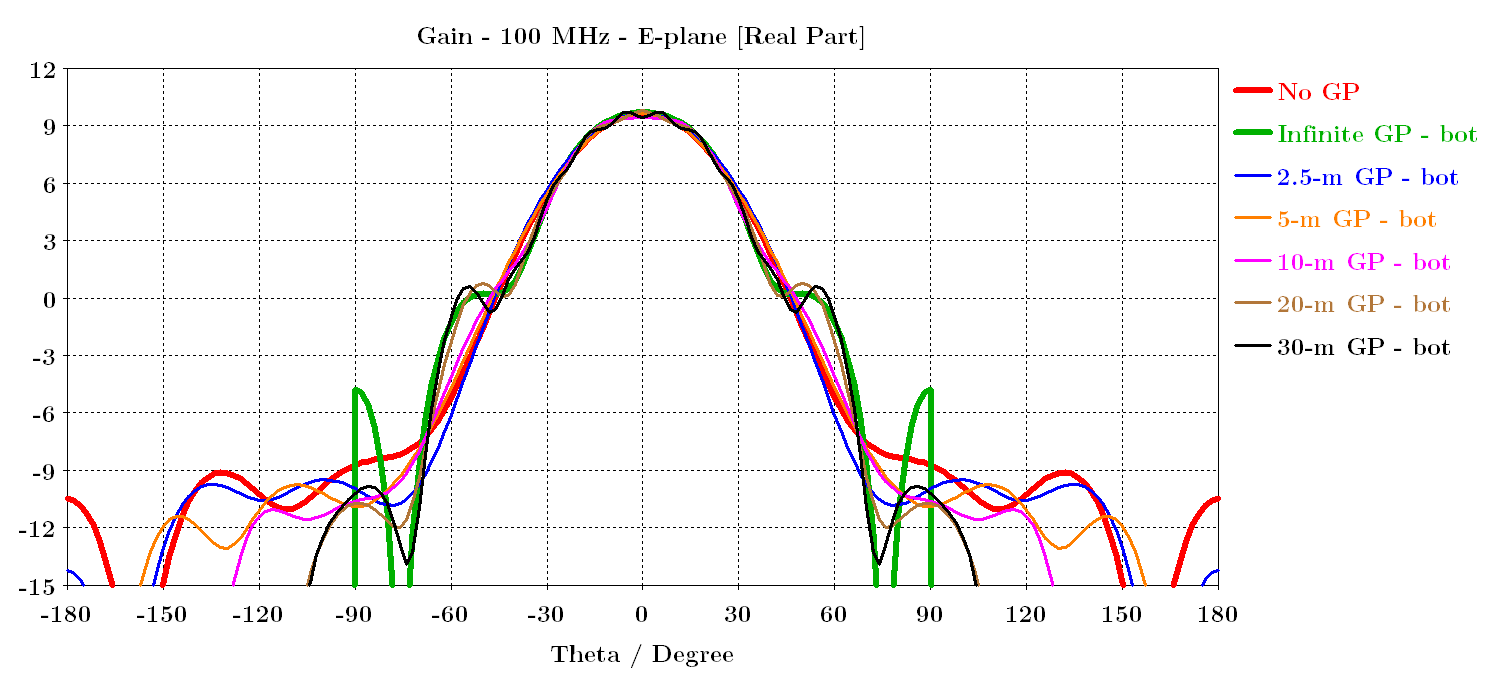 Gain - 100 MHz - E-plane [Real Part]
12
9
6
3
0
-3
-6
-9
-12
-15
-180 -150 -120 -90 -60 -30 0 30 60 90 120 150 180
Theta / Degree
No GP
Infinite GP - bot
2.5-m GP - bot
5-m GP - bot
10-m GP - bot
20-m GP - bot
30-m GP - bot